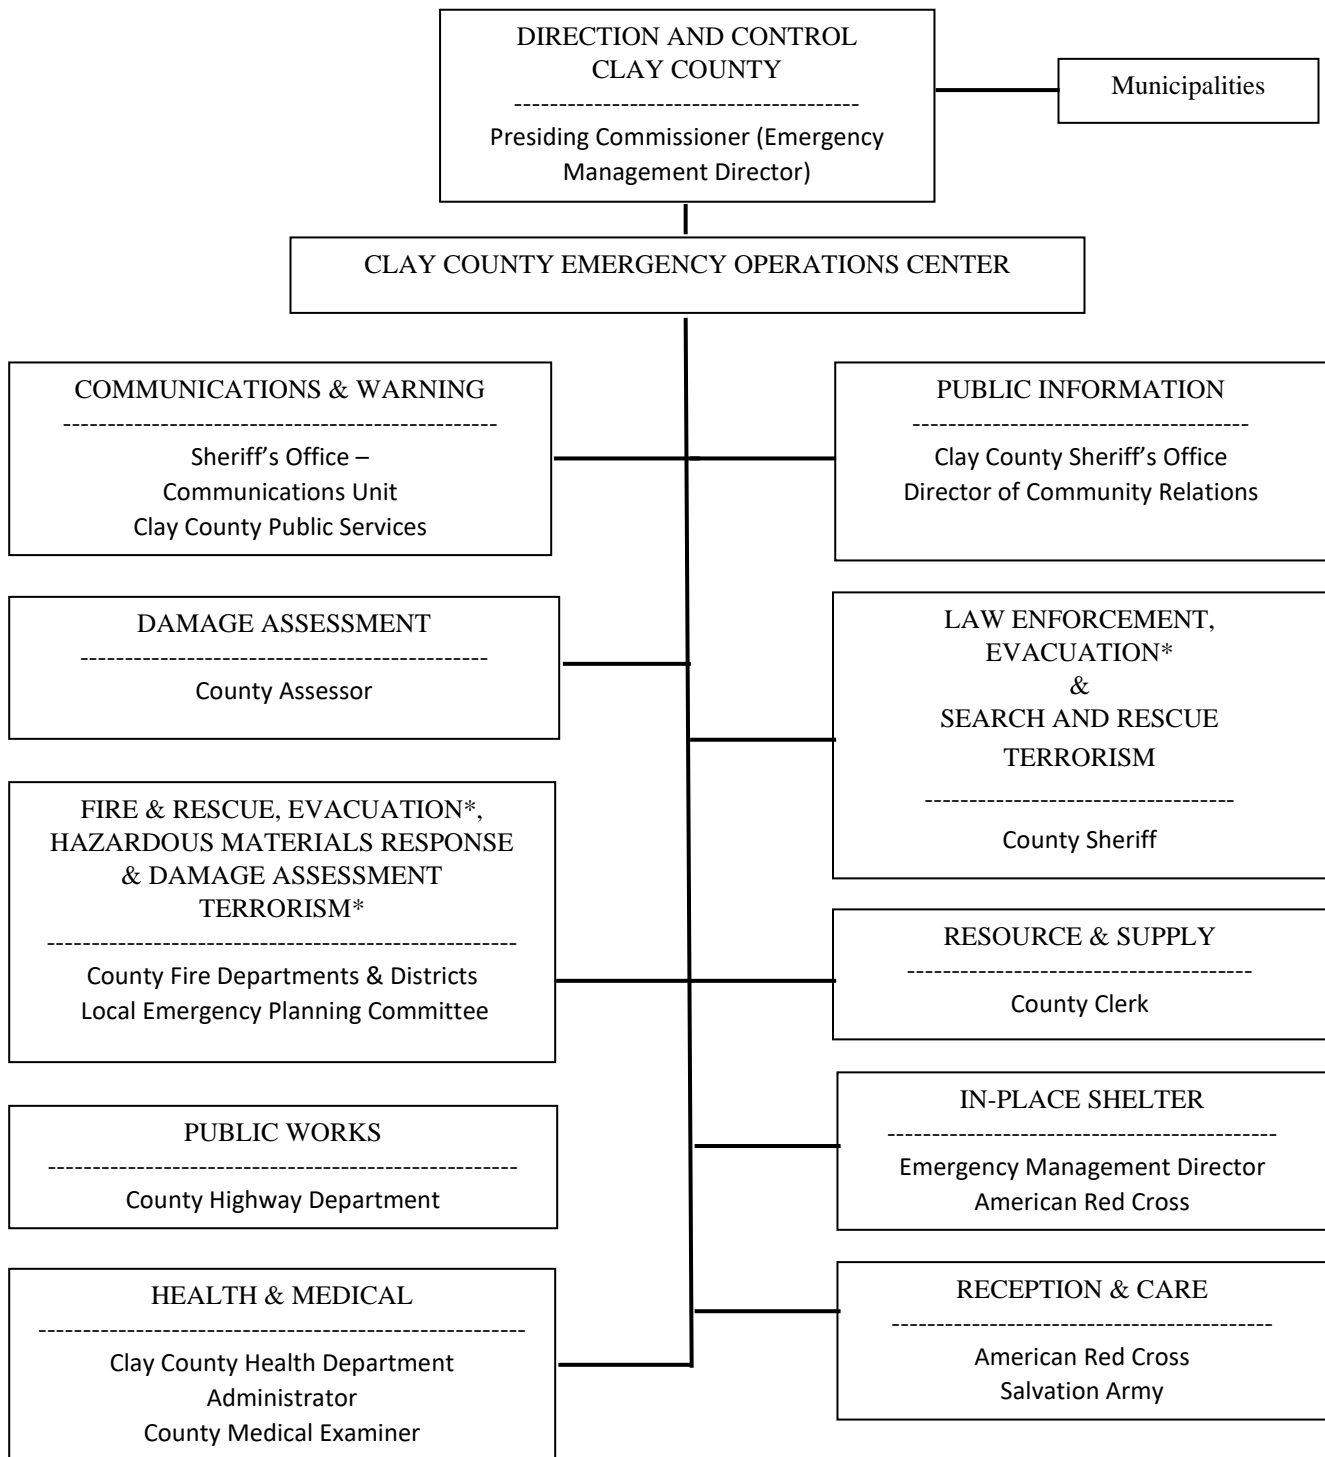 DIRECTION AND CONTROL
CLAY COUNTY
---------------------------------------
Presiding Commissioner (Emergency
Management Director)
Municipalities
CLAY COUNTY EMERGENCY OPERATIONS CENTER
COMMUNICATIONS & WARNING
-------------------------------------------------
Sheriff’s Office –
Communications Unit
Clay County Public Services
PUBLIC INFORMATION
--------------------------------------
Clay County Sheriff’s Office
Director of Community Relations
DAMAGE ASSESSMENT
----------------------------------------------
County Assessor
LAW ENFORCEMENT,
EVACUATION*
&
SEARCH AND RESCUE
TERRORISM
-----------------------------------
County Sheriff
FIRE & RESCUE, EVACUATION*,
HAZARDOUS MATERIALS RESPONSE
& DAMAGE ASSESSMENT
TERRORISM*
-----------------------------------------------------
County Fire Departments & Districts
Local Emergency Planning Committee
RESOURCE & SUPPLY
---------------------------------------
County Clerk
PUBLIC WORKS
-----------------------------------------------------
County Highway Department
IN-PLACE SHELTER
--------------------------------------------
Emergency Management Director
American Red Cross
HEALTH & MEDICAL
-------------------------------------------------------
Clay County Health Department
Administrator
County Medical Examiner
RECEPTION & CARE
-------------------------------------------
American Red Cross
Salvation Army